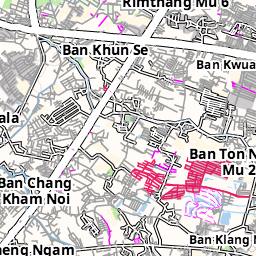 Rimthang Mu 6
Ban Khun Se
Ban Kwua
ala
Ban Ton N
Mu 2
Ban Chang
Kham Noi
Ban Klang
eng Ngam